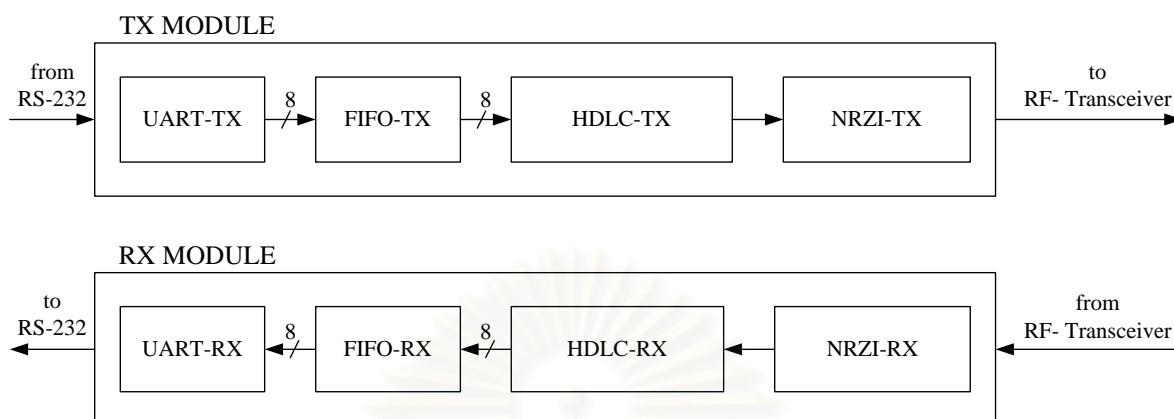 TX MODULE
from
RS-232
UART-TX
8
FIFO-TX
8
HDLC-TX
NRZI-TX
to
RF- Transceiver
RX MODULE
to
RS-232
UART-RX
8
FIFO-RX
8
HDLC-RX
NRZI-RX
from
RF- Transceiver